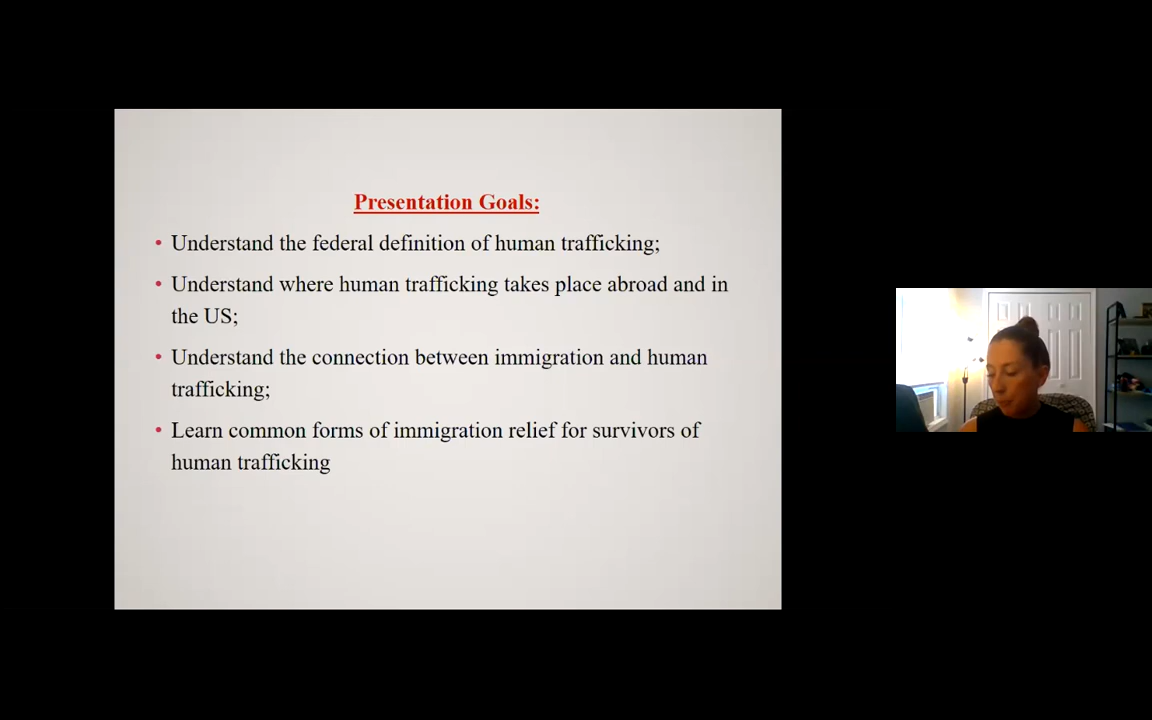 Presentation Goals:
• Understand the federal definition of human trafficking;
• Understand where human trafficking takes place abroad and in
the US;
• Understand the connection between immigration and human
trafficking;
• Learn common forms of immigration relief for survivors of
human trafficking